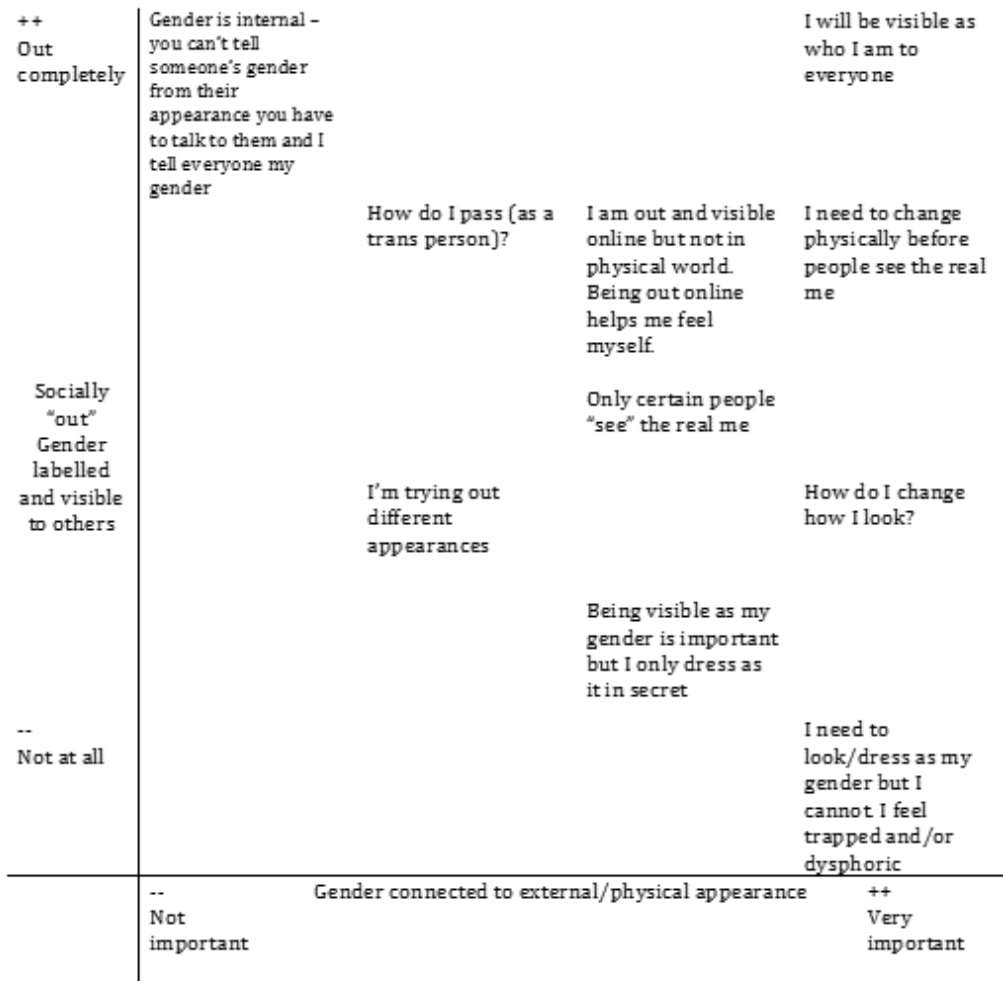 ++
Out
completely
Gender is internal –
you can't tell
someone's gender
from their
appearance you have
to talk to them and I
tell everyone my
gender
I will be visible as
who I am to
everyone
How do I pass (as a
trans person)?
I am out and visible
online but not in
physical world.
Being out online
helps me feel
myself.
I need to change
physically before
people see the real
me
Socially
“out”
Gender
labelled
and visible
to others
Only certain people
“see” the real me
I'm trying out
different
appearances
How do I change
how I look?
Being visible as my
gender is important
but I only dress as
it in secret
--
Not at all
I need to
look/dress as my
gender but I
cannot. I feel
trapped and/or
dysphoric
--
Not
important
Gender connected to external/physical appearance
++
Very
important